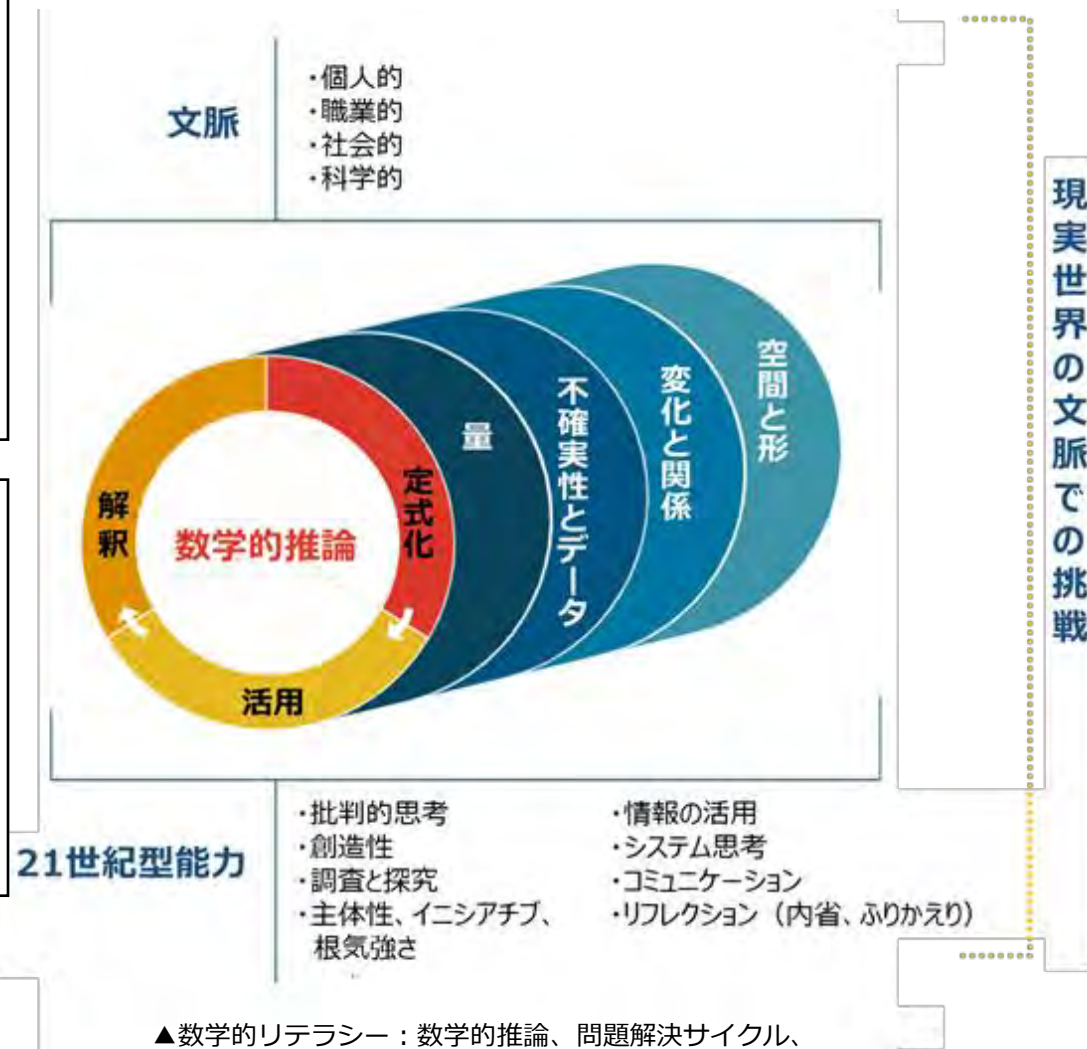 文脈
・個人的
・職業的
・社会的
・科学的
現実世界の文脈での挑戦
数学的推論
定式化
活用
解釈
量
不確実性とデータ
変化と関係
空間と形
21世紀型能力
・批判的思考
・創造性
・調査と探究
・主体性、イニシアチブ、
根気強さ
・情報の活用
・システム思考
・コミュニケーション
・リフレクション（内省、ふりかえり）
▲数学的リテラシー：数学的推論、問題解決サイクル、